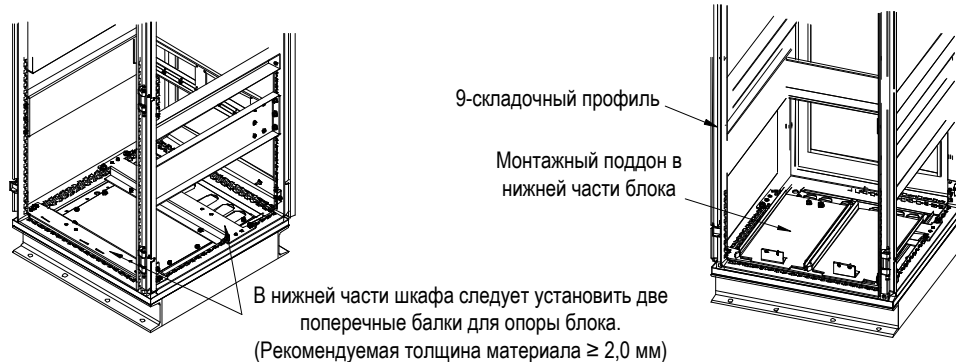 9-складочный профиль
Монтажный поддон в
нижней части блока
В нижней части шкафа следует установить две
поперечные балки для опоры блока.
(Рекомендуемая толщина материала ≥ 2,0 мм)